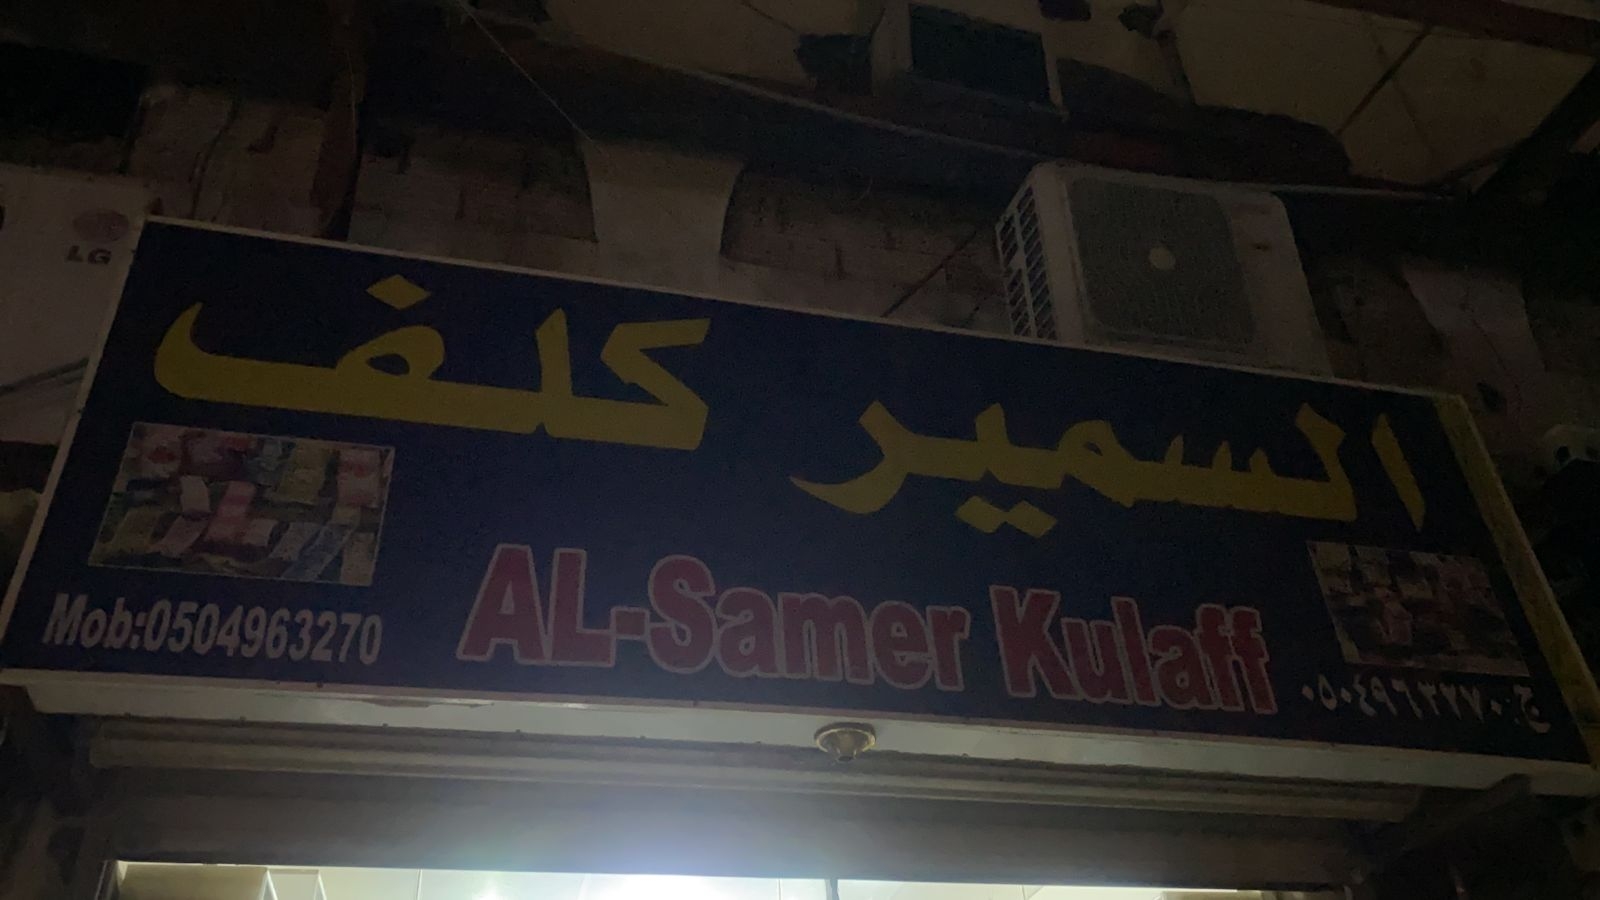 LG
السمير كلف
AL-Samer Kulaff
Mob:0504963270
ج: ٠٥٠٤٩٦٣٢٧٠